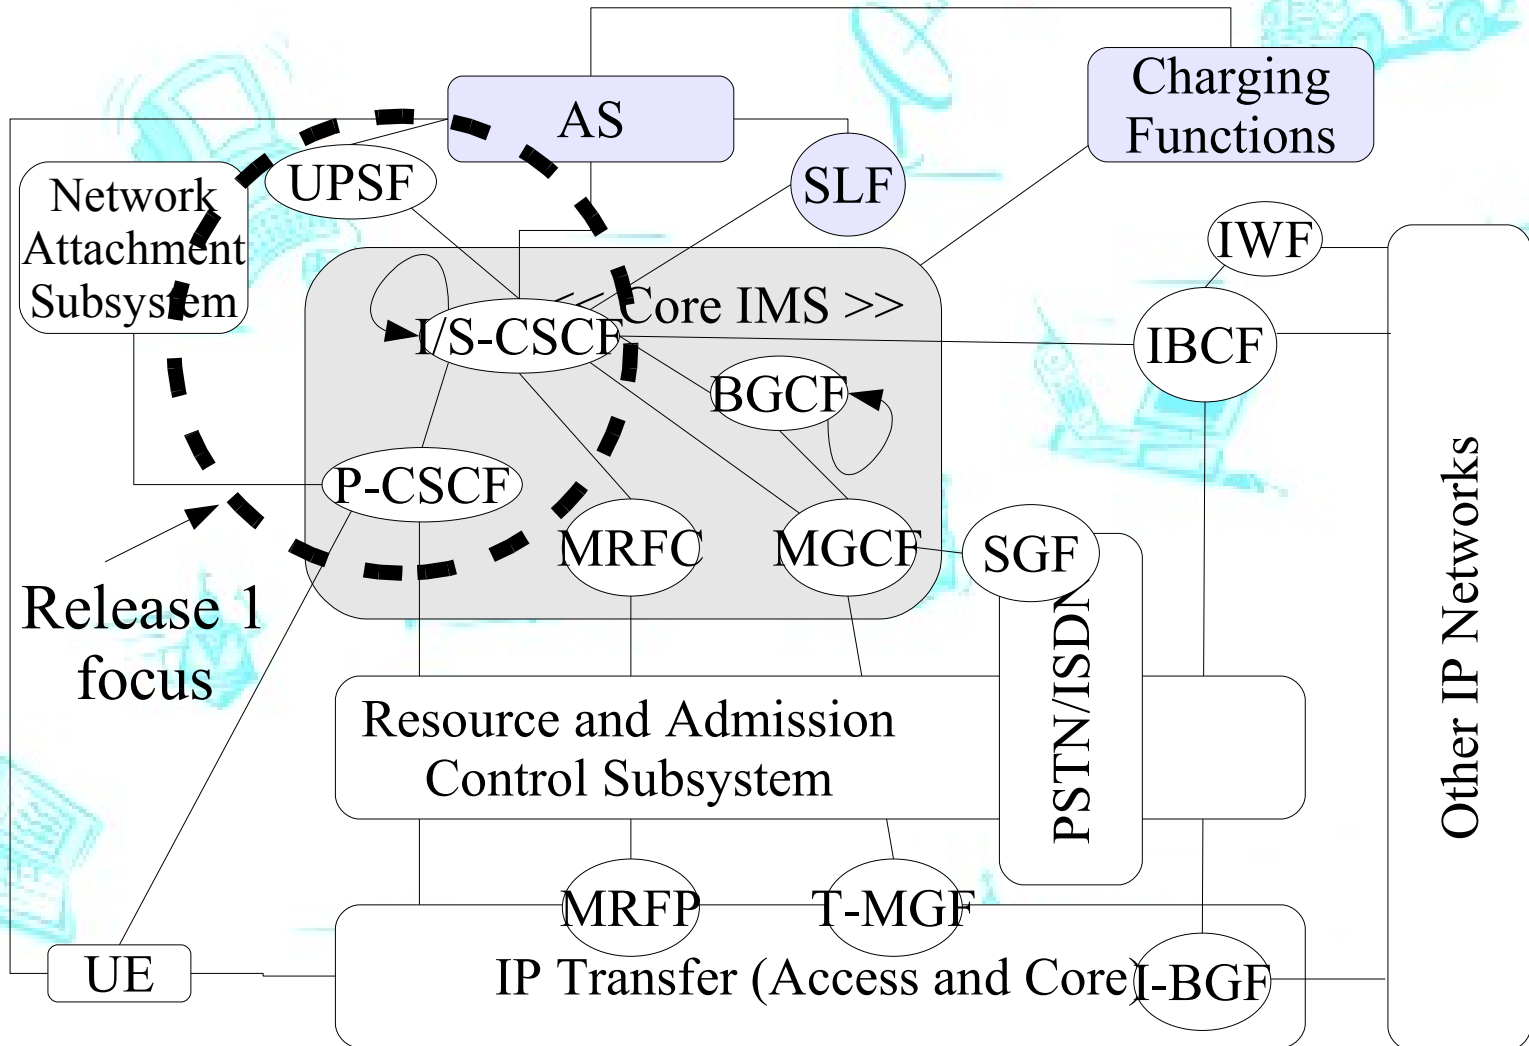 Charging
Functions
AS
UPSF
SLF
Network
Attachment
Subsystem
IWF
<< Core IMS >>
I/S-CSCF
IBCF
BGCF
P-CSCF
MRFC
MGCF
SGF
Release 1
focus
PSTN/ISDN
Other IP Networks
Resource and Admission
Control Subsystem
MRFP
T-MGF
UE
IP Transfer (Access and Core)
I-BGF